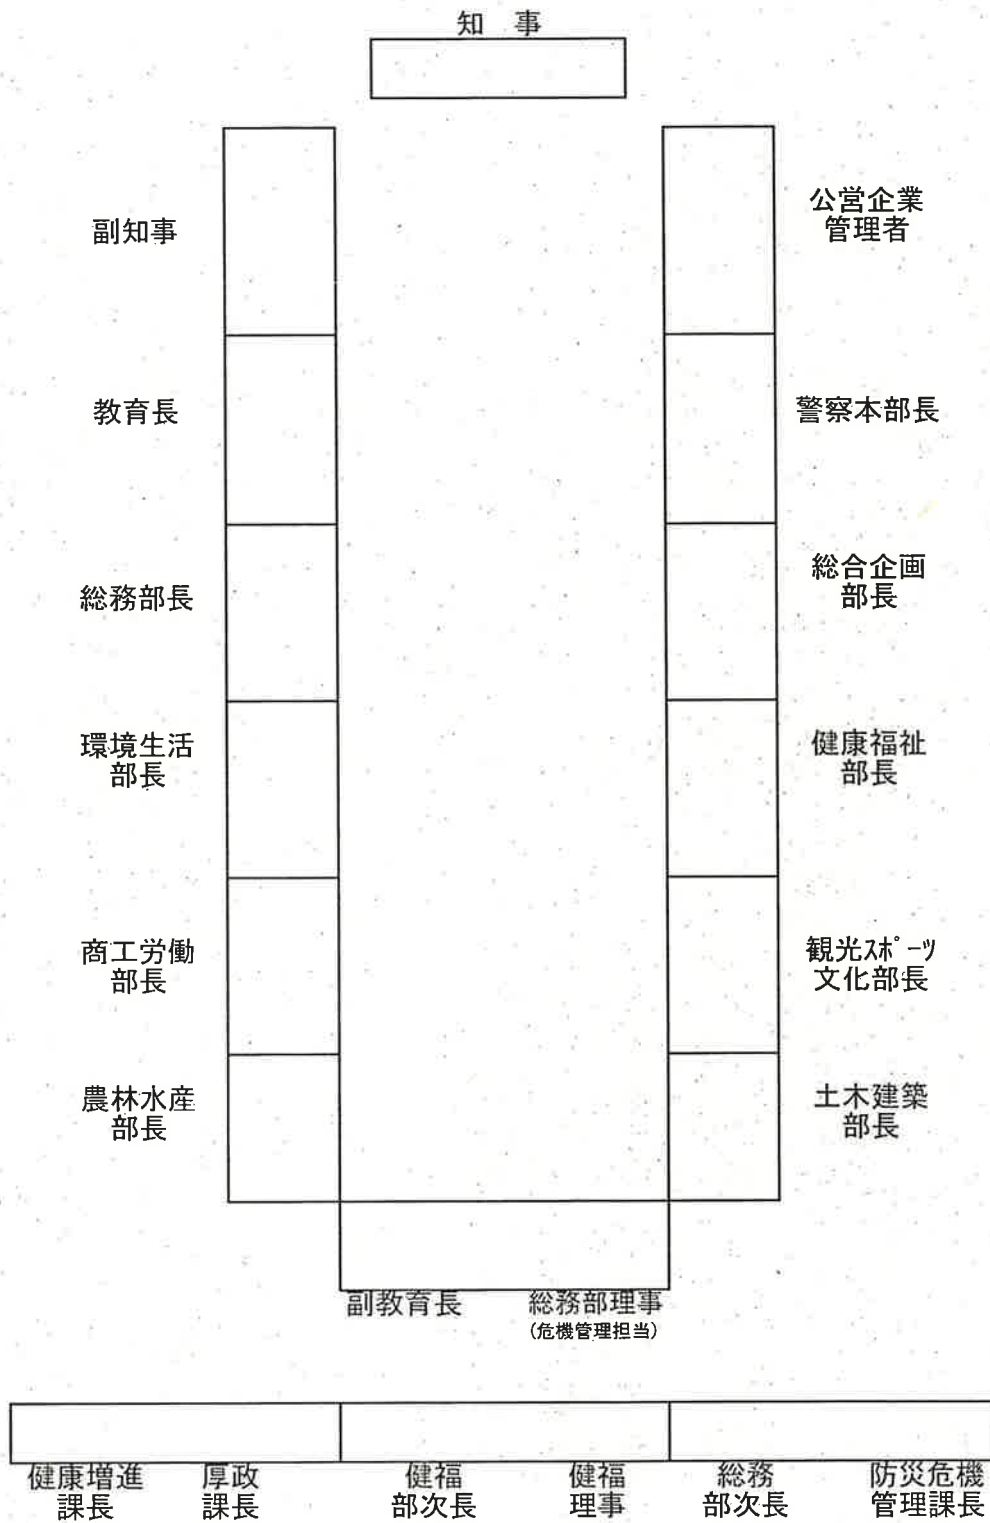 知　事
副知事
公営企業
管理者
教育長
警察本部長
総務部長
総合企画
部長
環境生活
部長
健康福祉
部長
商工労働
部長
観光ｽﾎﾟｰﾂ
文化部長
農林水産
部長
土木建築
部長
副教育長
総務部理事
(危機管理担当)
健康増進
課長
厚政
課長
健福
部次長
健福
理事
総務
部次長
防災危機
管理課長